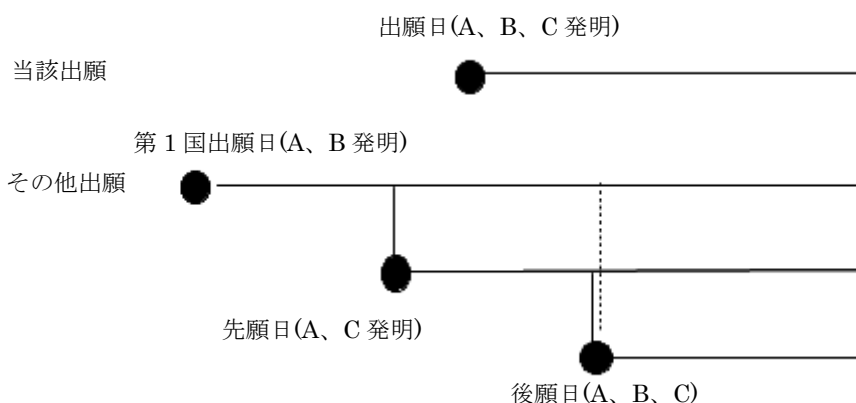 出願日(A、B、C 発明)
当該出願
第 1 国出願日(A、B 発明)
その他出願
先願日(A、C 発明)
後願日(A、B、C)